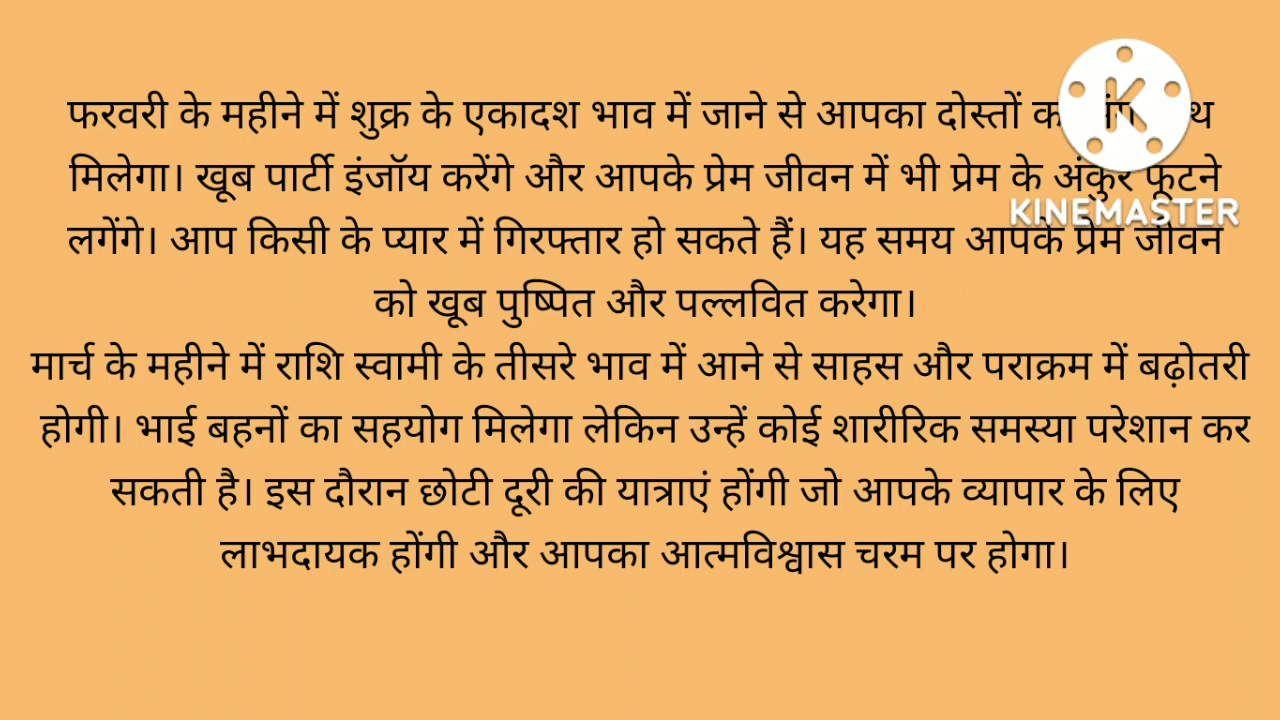 फरवरी के महीने में शुक्र के एकादश भाव में जाने से आपका दोस्तों का
मिलेगा। खूब पार्टी इंजॉय करेंगे और आपके प्रेम जीवन में भी प्रेम के अंकुर फूटने
लगेंगे। आप किसी के प्यार में गिरफ्तार हो सकते हैं। यह समय आपके प्रेम जीवन
को खूब पुष्पित और पल्लवित करेगा।
मार्च के महीने में राशि स्वामी के तीसरे भाव में आने से साहस और पराक्रम में बढ़ोतरी
होगी। भाई बहनों का सहयोग मिलेगा लेकिन उन्हें कोई शारीरिक समस्या परेशान कर
सकती है। इस दौरान छोटी दूरी की यात्राएं होंगी जो आपके व्यापार के लिए
लाभदायक होंगी और आपका आत्मविश्वास चरम पर होगा।
K
KINEMASTER